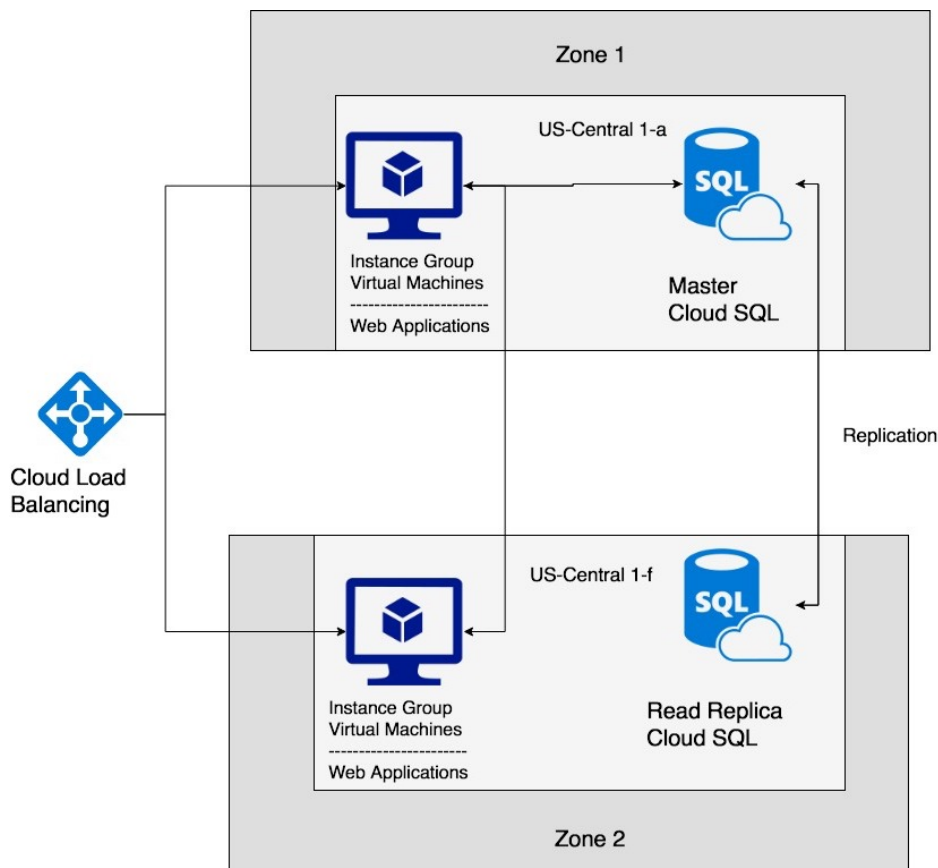 Zone 1
US-Central 1-a
SQL
Instance Group
Virtual Machines
-----------------------
Web Applications
Master
Cloud SQL
Replication
Cloud Load
Balancing
US-Central 1-f
SQL
Instance Group
Virtual Machines
-----------------------
Web Applications
Read Replica
Cloud SQL
Zone 2